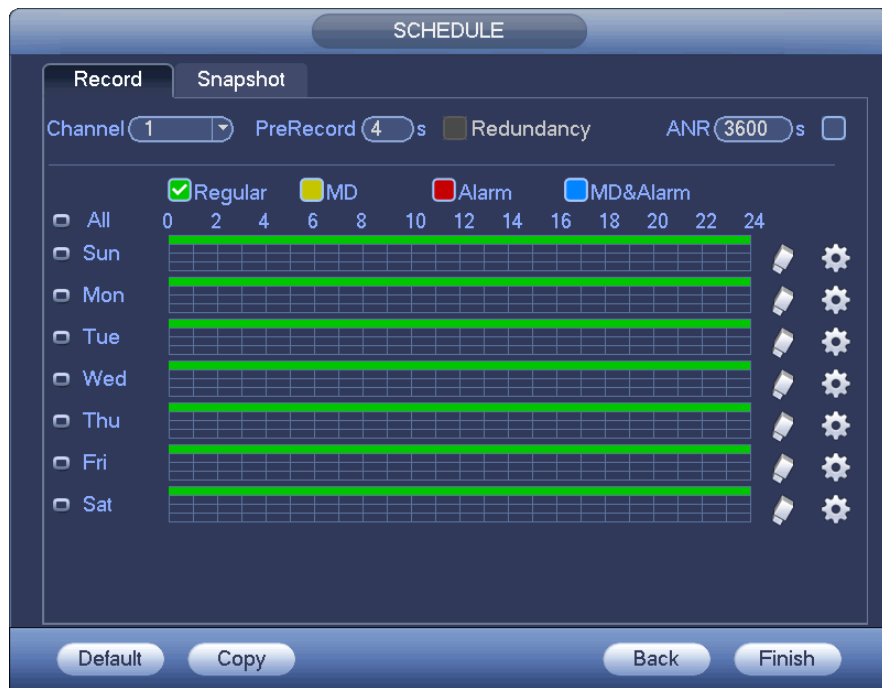 SCHEDULE
Record Snapshot
Channel 1 PreRecord 4 s Redundancy ANR 3600 s
Regular MD Alarm MD&Alarm
All 0 2 4 6 8 10 12 14 16 18 20 22 24
Sun
Mon
Tue
Wed
Thu
Fri
Sat
Default Copy Back Finish